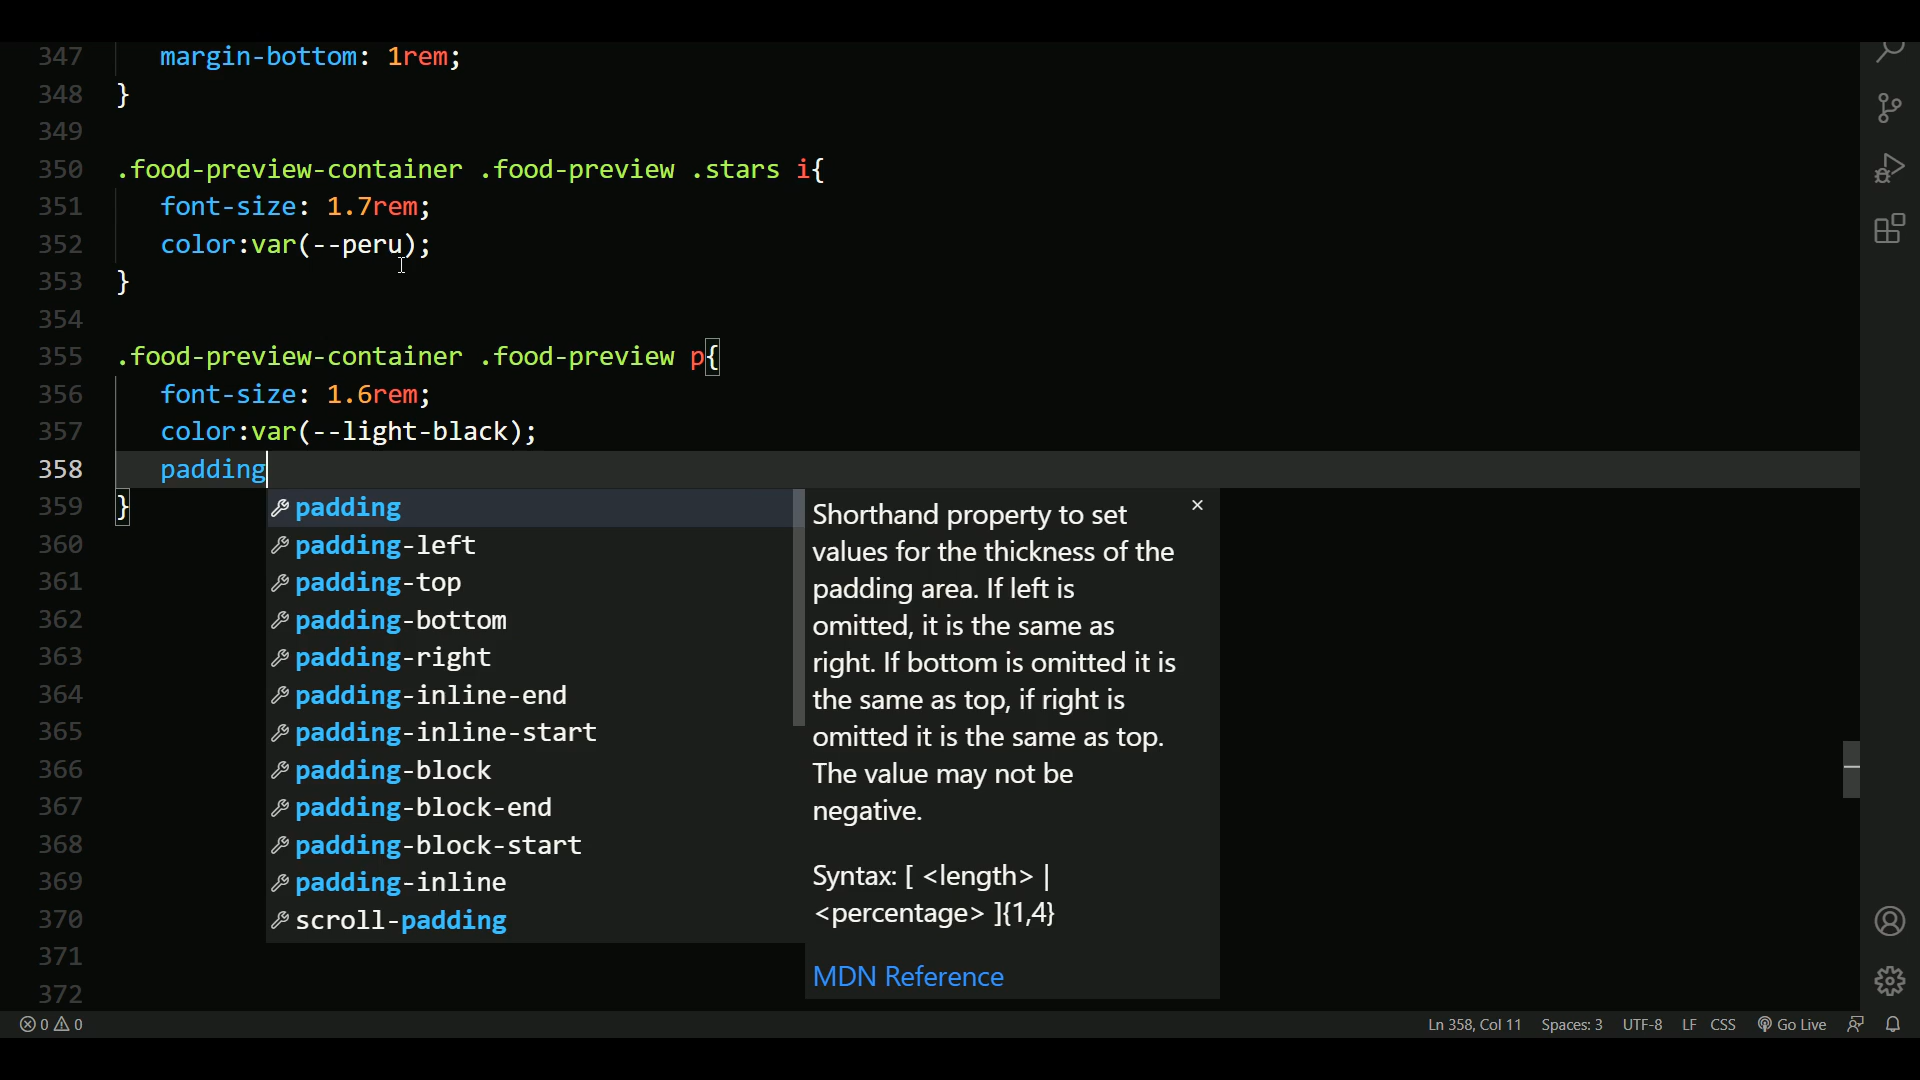 347 margin-bottom: 1rem;
348 }
349
350 .food-preview-container .food-preview .stars i{
351 font-size: 1.7rem;
352 color:var(--peru);
353 }
354
355 .food-preview-container .food-preview p{
356 font-size: 1.6rem;
357 color:var(--light-black);
358 padding
359 }
360
361
362
363
364
365
366
367
368
369
370
371
372
padding
padding-left
padding-top
padding-bottom
padding-right
padding-inline-end
padding-inline-start
padding-block
padding-block-end
padding-block-start
padding-inline
scroll-padding
Shorthand property to set
values for the thickness of the
padding area. If left is
omitted, it is the same as
right. If bottom is omitted it is
the same as top, if right is
omitted it is the same as top.
The value may not be
negative.
Syntax: [ <length> |
<percentage> ]{1,4}
MDN Reference
0 0 Ln 358, Col 11 Spaces: 3 UTF-8 LF CSS Go Live